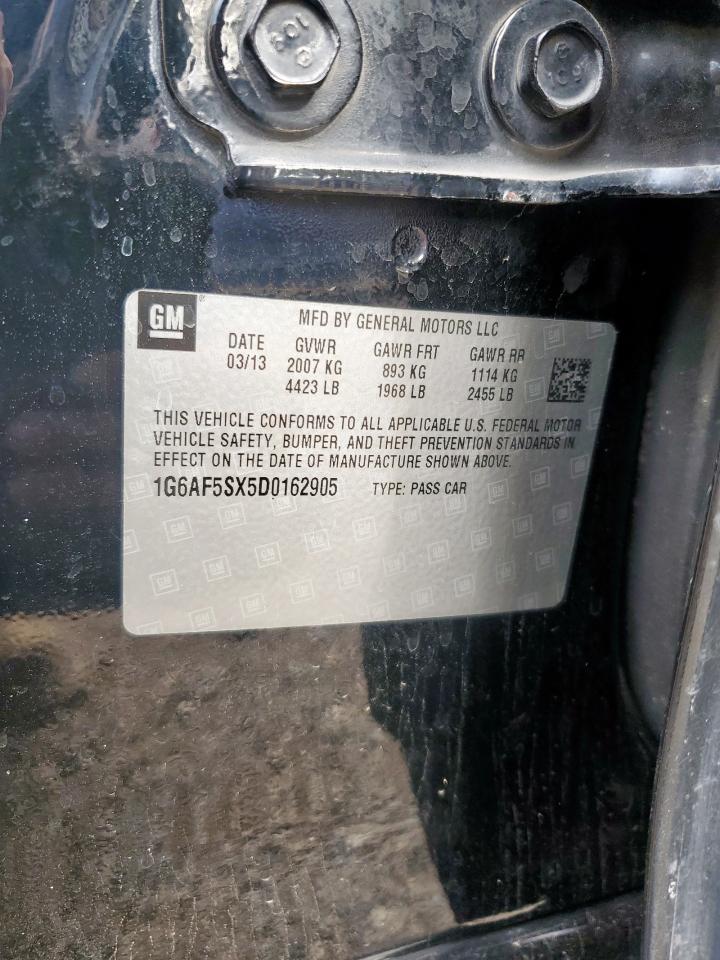 GM
MFD BY GENERAL MOTORS LLC
DATE GVWR GAWR FRT GAWR RR
03/13 2007 KG 893 KG 1114 KG
4423 LB 1968 LB 2455 LB
THIS VEHICLE CONFORMS TO ALL APPLICABLE U.S. FEDERAL MOTOR
VEHICLE SAFETY, BUMPER, AND THEFT PREVENTION STANDARDS IN
EFFECT ON THE DATE OF MANUFACTURE SHOWN ABOVE.
1G6AF5SX5D0162905 TYPE: PASS CAR